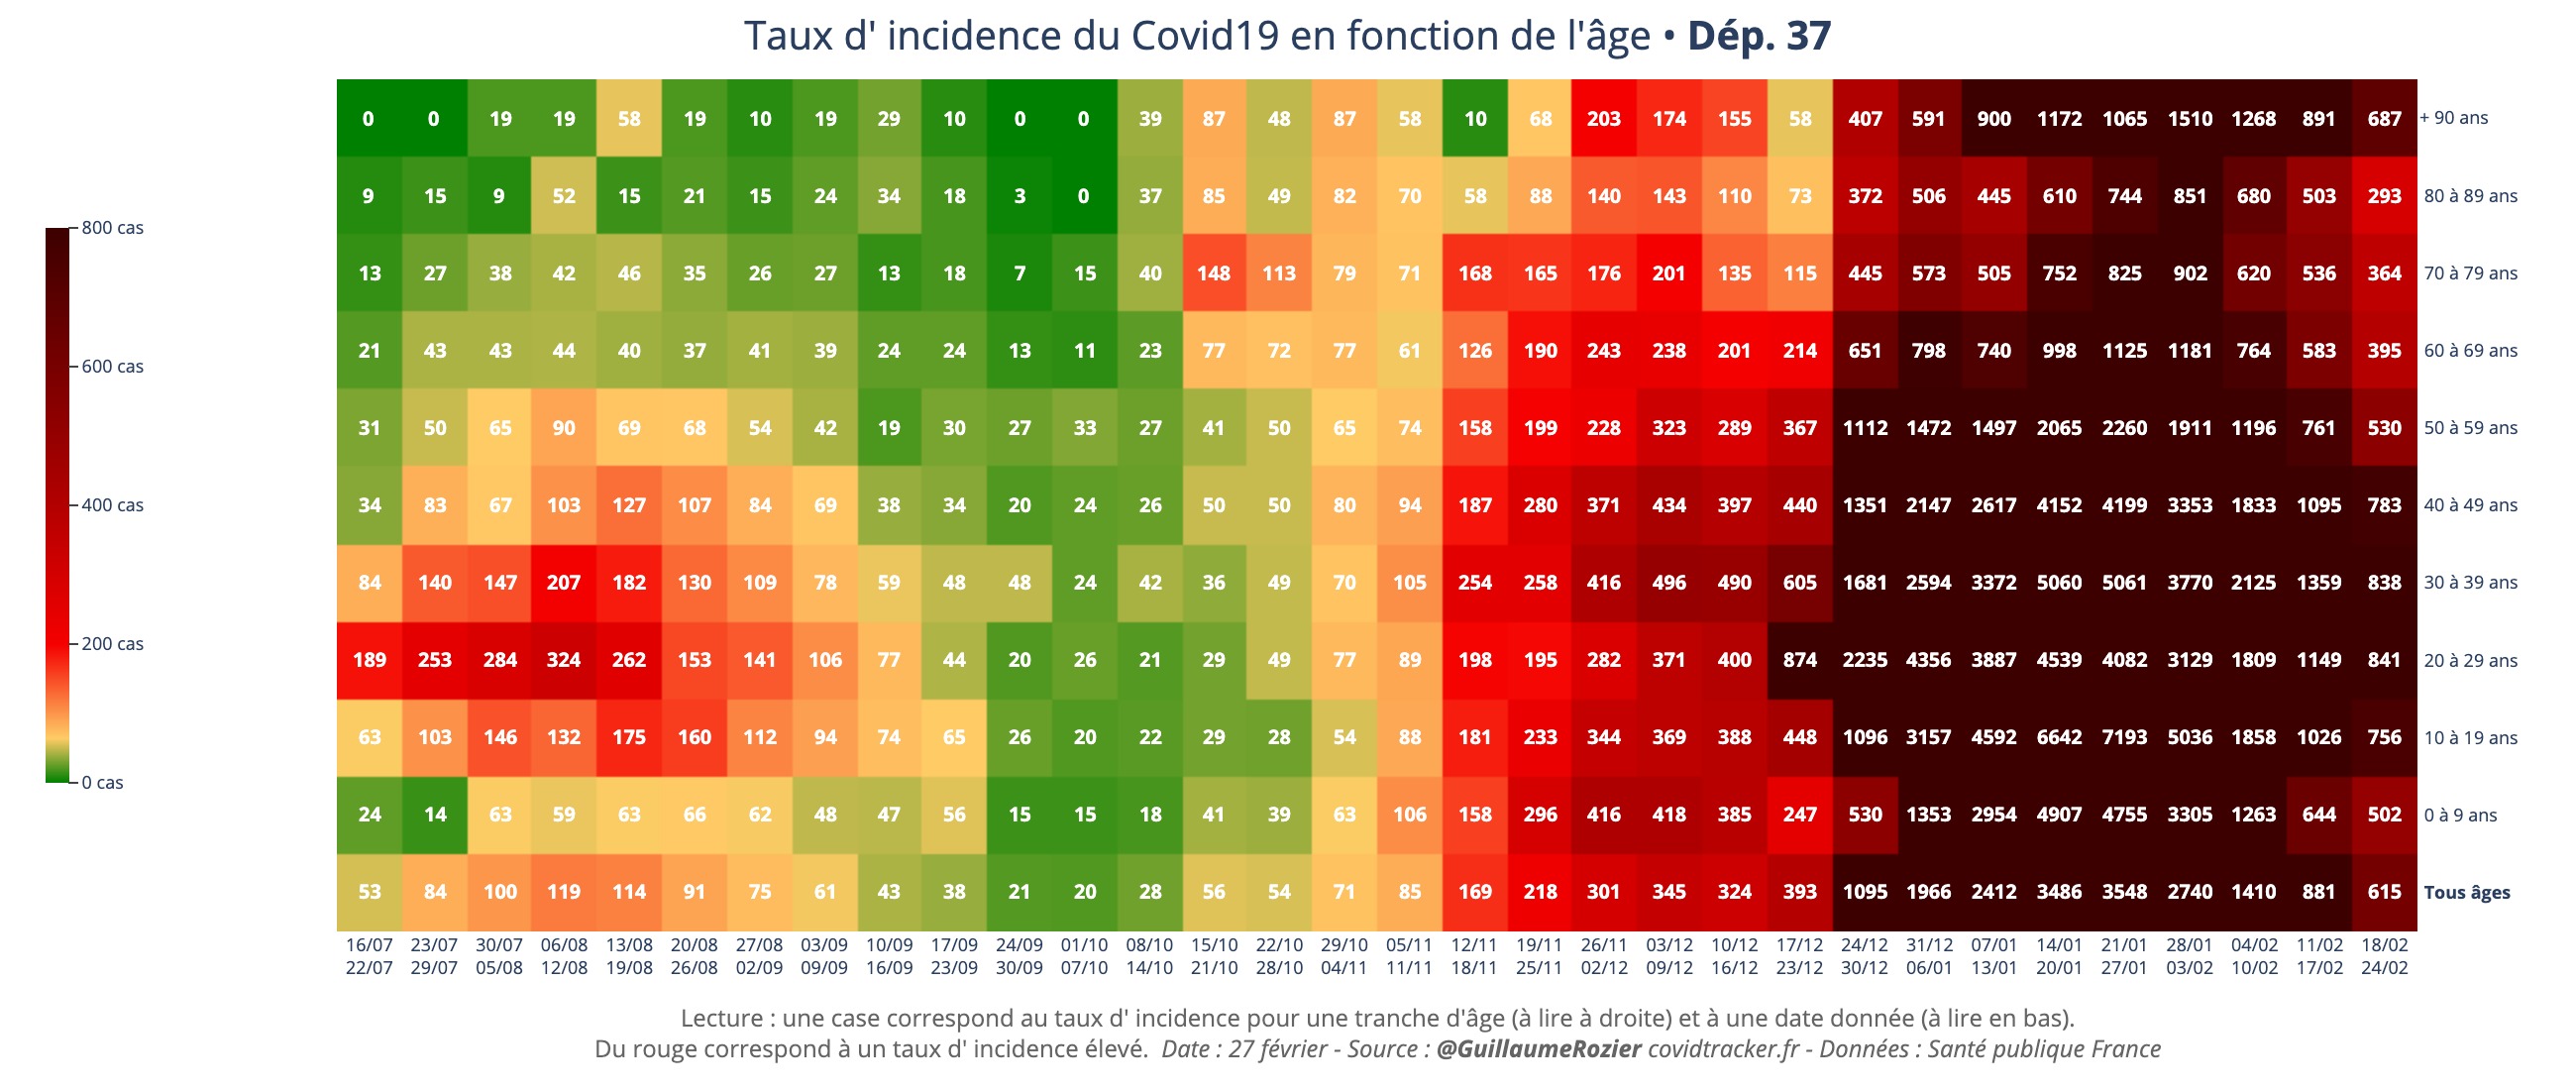 Taux d' incidence du Covid19 en fonction de l'âge • Dép. 37
800 cas
600 cas
400 cas
200 cas
0 cas
0 0 19 19 58 19 10 19 29 10 0 0 39 87 48 87 58 10 68 203 174 155 58 407 591 900 1172 1065 1510 1268 891 687 + 90 ans
9 15 9 52 15 21 15 24 34 18 3 0 37 85 49 82 70 58 88 140 143 110 73 372 506 445 610 744 851 680 503 293 80 à 89 ans
13 27 38 42 46 35 26 27 13 18 7 15 40 148 113 79 71 168 165 176 201 135 115 445 573 505 752 825 902 620 536 364 70 à 79 ans
21 43 43 44 40 37 41 39 24 24 13 11 23 77 72 77 61 126 190 243 238 201 214 651 798 740 998 1125 1181 764 583 395 60 à 69 ans
31 50 65 90 69 68 54 42 19 30 27 33 27 41 50 65 74 158 199 228 323 289 367 1112 1472 1497 2065 2260 1911 1196 761 530 50 à 59 ans
34 83 67 103 127 107 84 69 38 34 20 24 26 50 50 80 94 187 280 371 434 397 440 1351 2147 2617 4152 4199 3353 1833 1095 783 40 à 49 ans
84 140 147 207 182 130 109 78 59 48 48 24 42 36 49 70 105 254 258 416 496 490 605 1681 2594 3372 5060 5061 3770 2125 1359 838 30 à 39 ans
189 253 284 324 262 153 141 106 77 44 20 26 21 29 49 77 89 198 195 282 371 400 874 2235 4356 3887 4539 4082 3129 1809 1149 841 20 à 29 ans
63 103 146 132 175 160 112 94 74 65 26 20 22 29 28 54 88 181 233 344 369 388 448 1096 3157 4592 6642 7193 5036 1858 1026 756 10 à 19 ans
24 14 63 59 63 66 62 48 47 56 15 15 18 41 39 63 106 158 296 416 418 385 247 530 1353 2954 4907 4755 3305 1263 644 502 0 à 9 ans
53 84 100 119 114 91 75 61 43 38 21 20 28 56 54 71 85 169 218 301 345 324 393 1095 1966 2412 3486 3548 2740 1410 881 615 Tous âges
16/07 23/07 30/07 06/08 13/08 20/08 27/08 03/09 10/09 17/09 24/09 01/10 08/10 15/10 22/10 29/10 05/11 12/11 19/11 26/11 03/12 10/12 17/12 24/12 31/12 07/01 14/01 21/01 28/01 04/02 11/02 18/02
22/07 29/07 05/08 12/08 19/08 26/08 02/09 09/09 16/09 23/09 30/09 07/10 14/10 21/10 28/10 04/11 11/11 18/11 25/11 02/12 09/12 16/12 23/12 30/12 06/01 13/01 20/01 27/01 03/02 10/02 17/02 24/02
Lecture : une case correspond au taux d' incidence pour une tranche d'âge (à lire à droite) et à une date donnée (à lire en bas).
Du rouge correspond à un taux d' incidence élevé. Date : 27 février - Source : @GuillaumeRozier covidtracker.fr - Données : Santé publique France